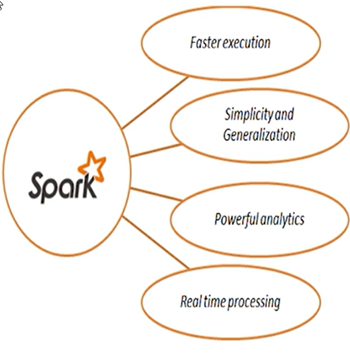 Faster execution
Simplicity and
Generalization
Spark
Powerful analytics
Real time processing